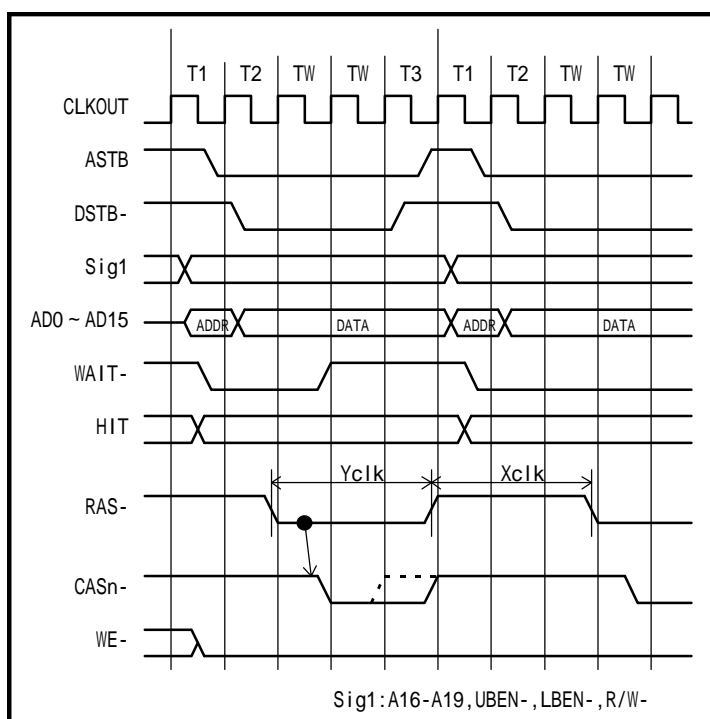 T1 T2 TW TW T3 T1 T2 TW TW
CLKOUT
ASTB
DSTB-
Sig1
AD0 ~ AD15 ADDR DATA ADDR DATA
WAIT-
HIT
Yclk Xclk
RAS-
CASn-
WE-
Sig1:A16-A19,UBEN-,LBEN-,R/W-